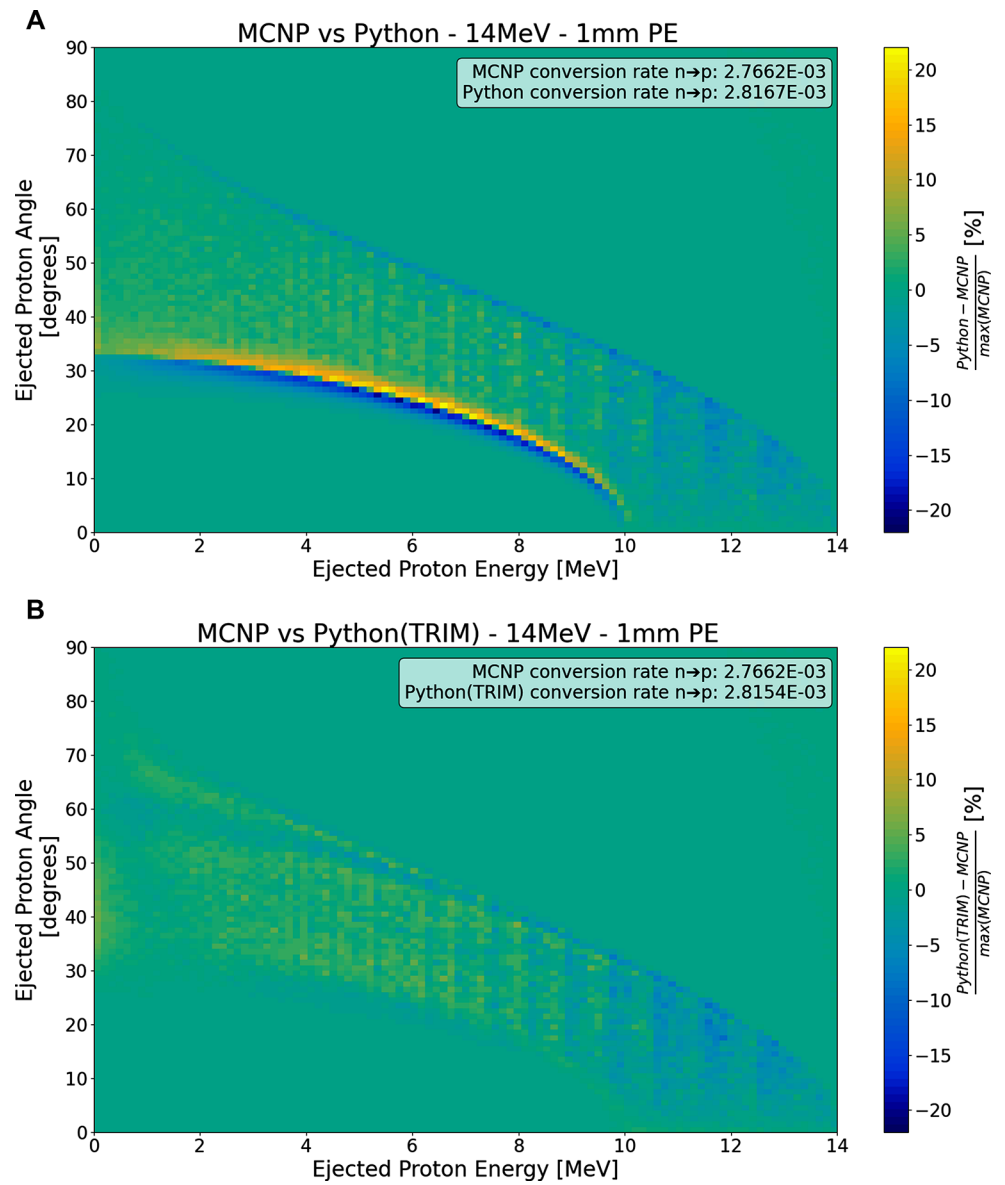 A
MCNP vs Python - 14MeV - 1mm PE
MCNP conversion rate n➔p: 2.7662E-03
Python conversion rate n➔p: 2.8167E-03
90
80
70
60
50
40
30
20
10
0
Ejected Proton Angle
[degrees]
0 2 4 6 8 10 12 14
Ejected Proton Energy [MeV]
20
15
10
5
0
−5
−10
−15
−20
Python − MCNP
max(MCNP)
[%]
B
MCNP vs Python(TRIM) - 14MeV - 1mm PE
MCNP conversion rate n➔p: 2.7662E-03
Python(TRIM) conversion rate n➔p: 2.8154E-03
90
80
70
60
50
40
30
20
10
0
Ejected Proton Angle
[degrees]
0 2 4 6 8 10 12 14
Ejected Proton Energy [MeV]
20
15
10
5
0
−5
−10
−15
−20
Python(TRIM) − MCNP
max(MCNP)
[%]